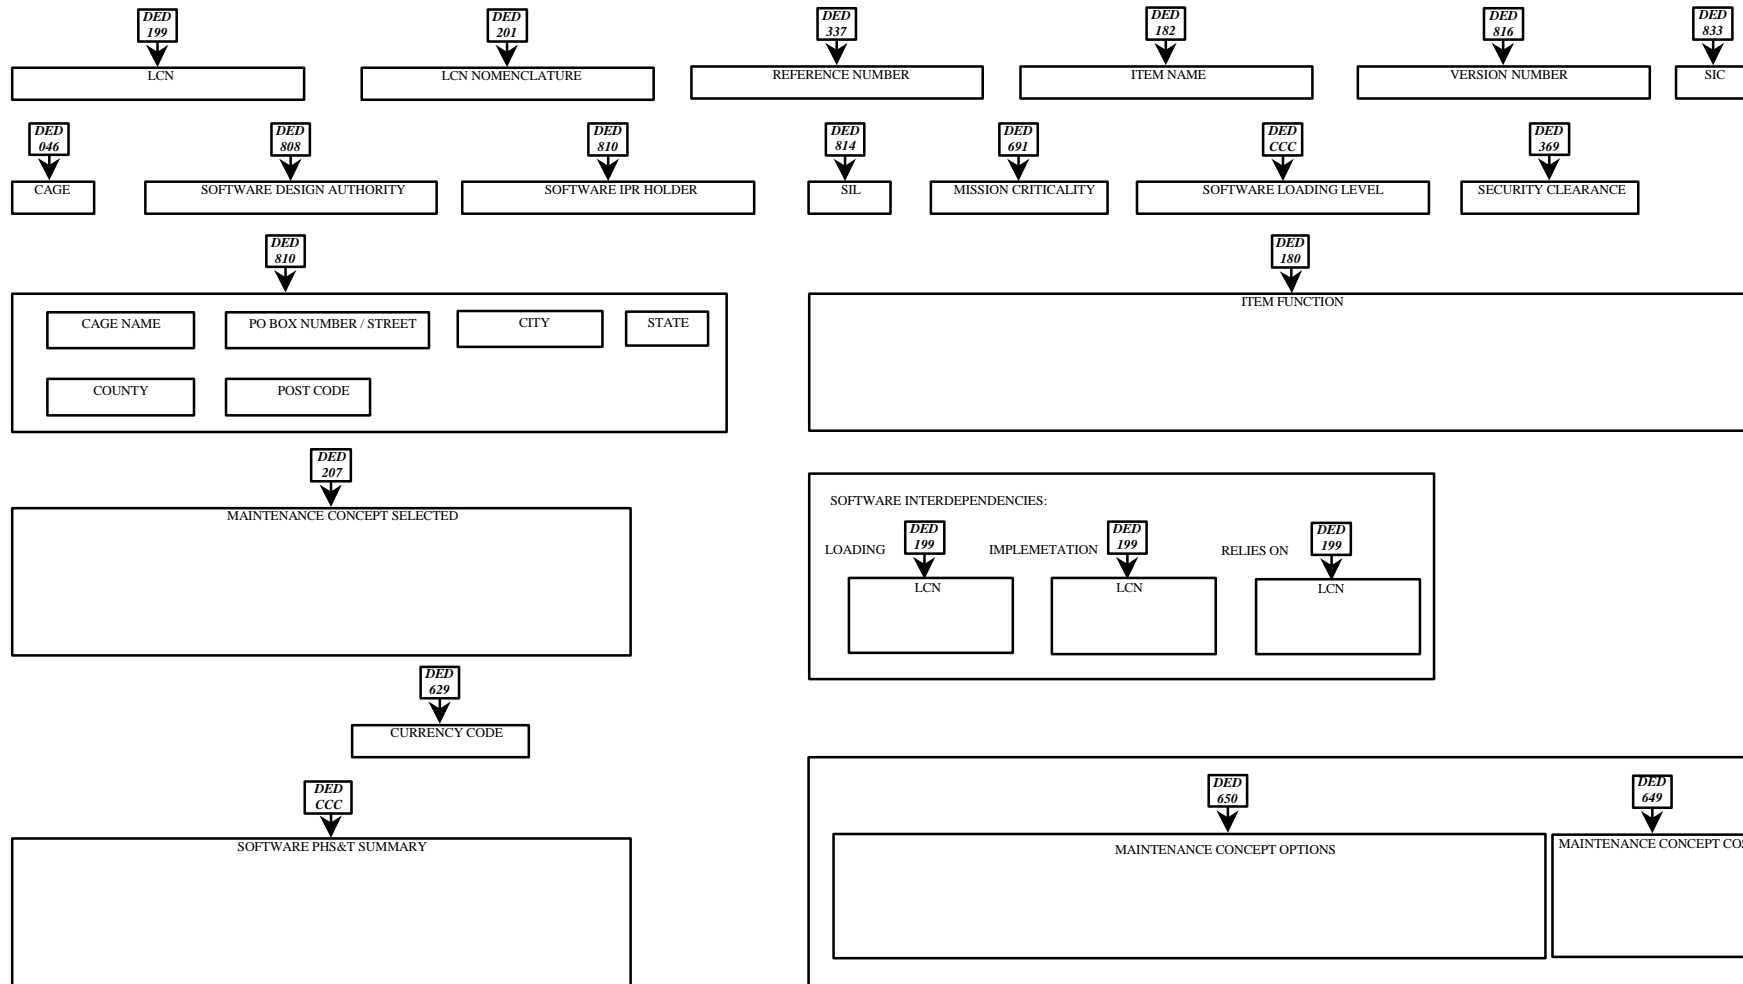 DED
199
DED
201
DED
337
DED
182
DED
816
DED
833
LCN
LCN NOMENCLATURE
REFERENCE NUMBER
ITEM NAME
VERSION NUMBER
SIC
DED
046
DED
808
DED
810
DED
814
DED
691
DED
CCC
DED
369
CAGE
SOFTWARE DESIGN AUTHORITY
SOFTWARE IPR HOLDER
SIL
MISSION CRITICALITY
SOFTWARE LOADING LEVEL
SECURITY CLEARANCE
DED
810
CAGE NAME
PO BOX NUMBER / STREET
CITY
STATE
COUNTY
POST CODE
DED
180
ITEM FUNCTION
DED
207
MAINTENANCE CONCEPT SELECTED
SOFTWARE INTERDEPENDENCIES:
LOADING
DED
199
IMPLEMETATION
DED
199
RELIES ON
DED
199
LCN
LCN
LCN
DED
629
CURRENCY CODE
DED
CCC
SOFTWARE PHS&T SUMMARY
DED
650
MAINTENANCE CONCEPT OPTIONS
DED
649
MAINTENANCE CONCEPT